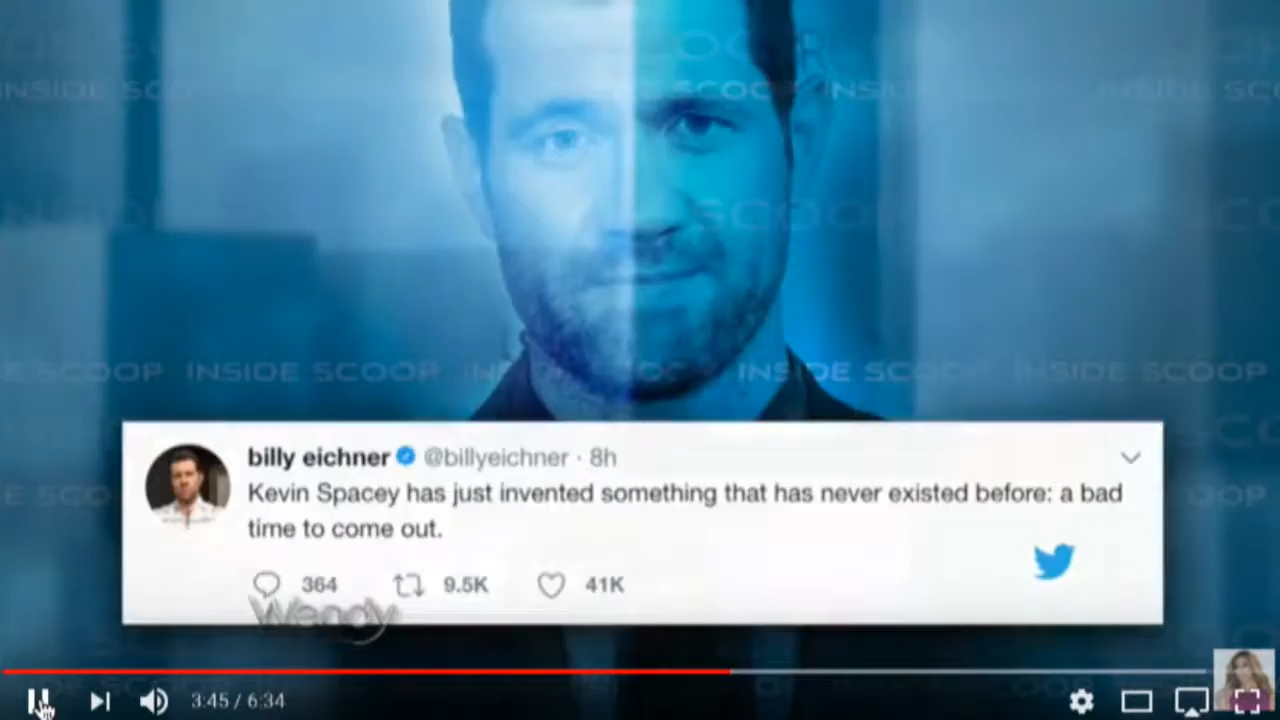 INSIDE SCOOP
billy eichner @billyeichner · 8h
Kevin Spacey has just invented something that has never existed before: a bad
time to come out.
364 9.5K 41K
Wendy
3:45 / 6:34